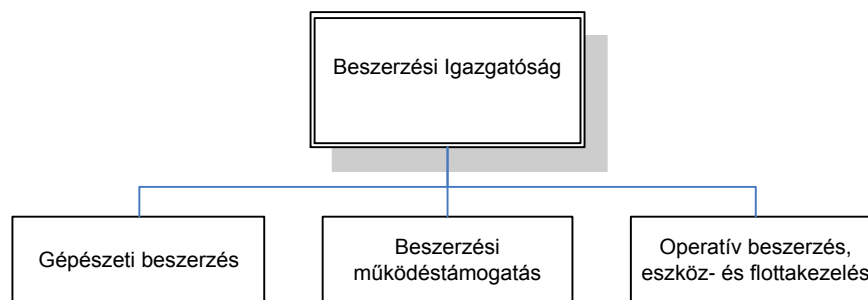 Beszerzési Igazgatóság
Gépészeti beszerzés
Beszerzési
működéstámogatás
Operatív beszerzés,
eszköz- és flottakezelés